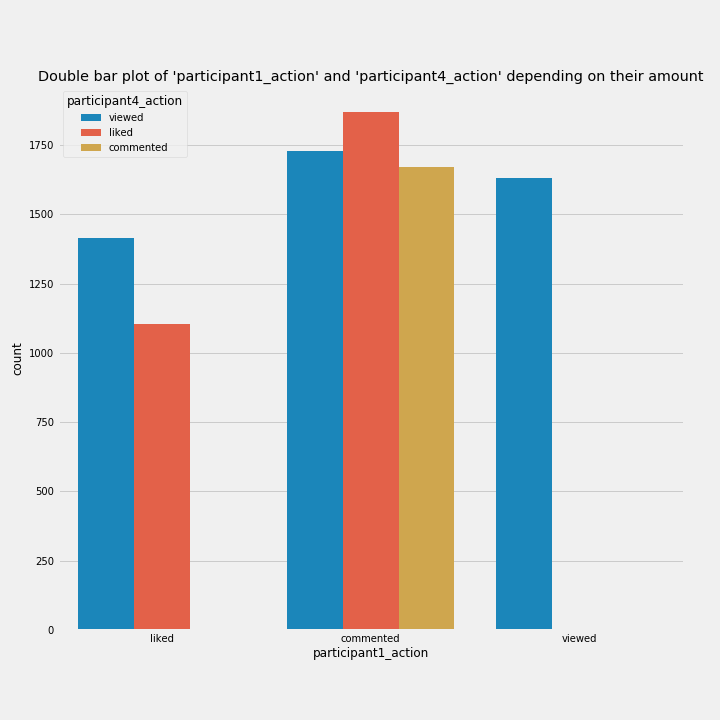 Double bar plot of 'participant1_action' and 'participant4_action' depending on their amount
participant4_action
viewed
liked
commented
1750
1500
1250
1000
750
500
250
0
count
liked
commented
viewed
participant1_action